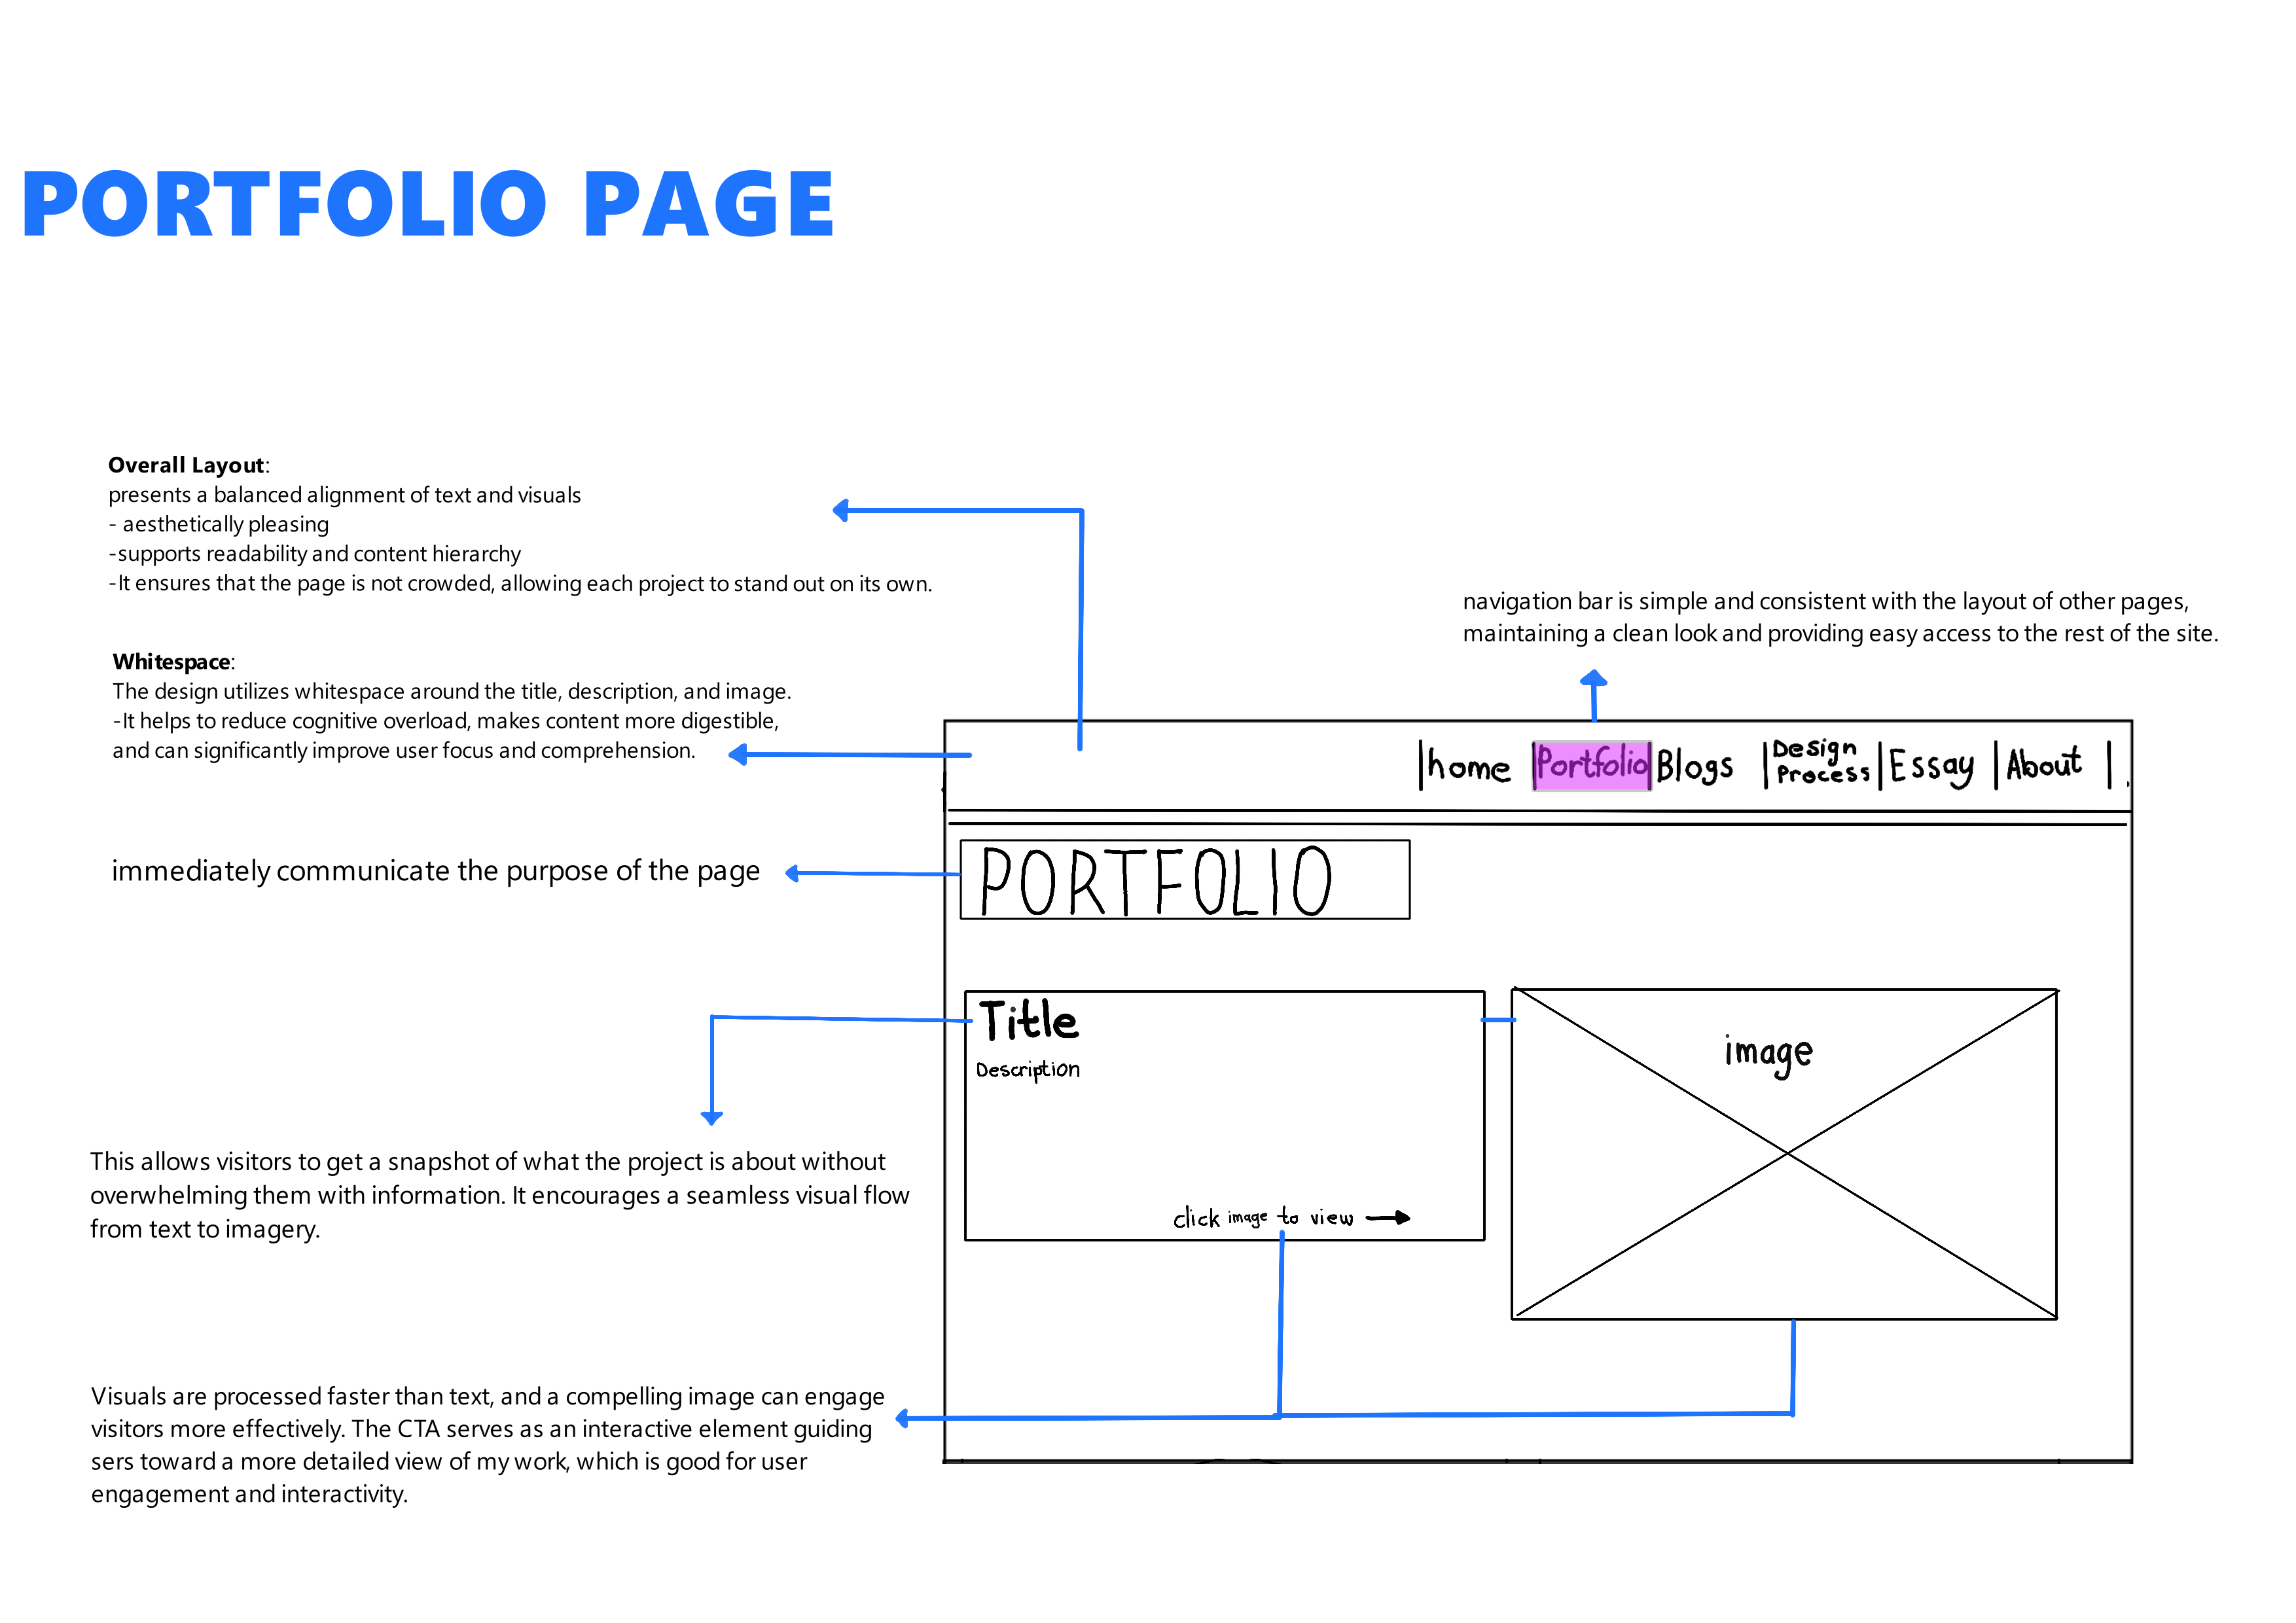 PORTFOLIO PAGE
Overall Layout:
presents a balanced alignment of text and visuals
- aesthetically pleasing
-supports readability and content hierarchy
-It ensures that the page is not crowded, allowing each project to stand out on its own.
Whitespace:
The design utilizes whitespace around the title, description, and image.
-It helps to reduce cognitive overload, makes content more digestible,
and can significantly improve user focus and comprehension.
navigation bar is simple and consistent with the layout of other pages,
maintaining a clean look and providing easy access to the rest of the site.
|home |Portfolio|Blogs |Design Process|Essay |About |
immediately communicate the purpose of the page
PORTFOLIO
Title
Description
image
click image to view
This allows visitors to get a snapshot of what the project is about without
overwhelming them with information. It encourages a seamless visual flow
from text to imagery.
Visuals are processed faster than text, and a compelling image can engage
visitors more effectively. The CTA serves as an interactive element guiding
sers toward a more detailed view of my work, which is good for user
engagement and interactivity.